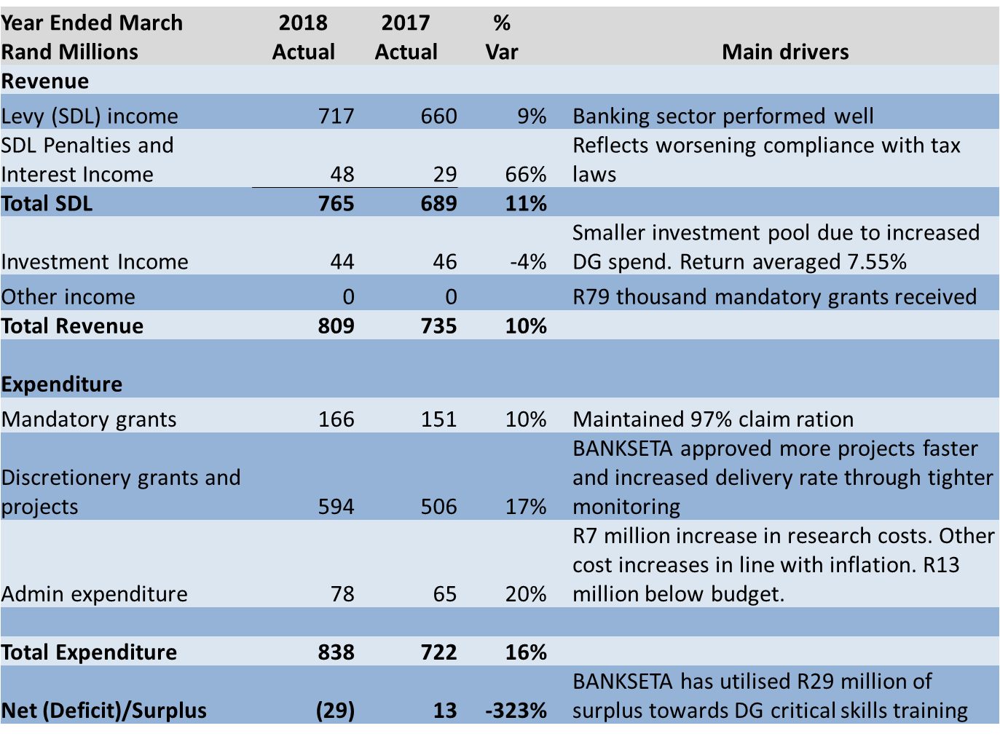 Year Ended March 2018 2017 %
Rand Millions Actual Actual Var Main drivers
Revenue
Levy (SDL) income 717 660 9% Banking sector performed well
SDL Penalties and Reflects worsening compliance with tax
Interest Income 48 29 66% laws
Total SDL 765 689 11%
Smaller investment pool due to increased
Investment Income 44 46 -4% DG spend. Return averaged 7.55%
Other income 0 0 R79 thousand mandatory grants received
Total Revenue 809 735 10%
Expenditure
Mandatory grants 166 151 10% Maintained 97% claim ration
BANKSETA approved more projects faster
Discretionery grants and and increased delivery rate through tighter
projects 594 506 17% monitoring
R7 million increase in research costs. Other
cost increases in line with inflation. R13
Admin expenditure 78 65 20% million below budget.
Total Expenditure 838 722 16%
BANKSETA has utilised R29 million of
Net (Deficit)/Surplus (29) 13 -323% surplus towards DG critical skills training